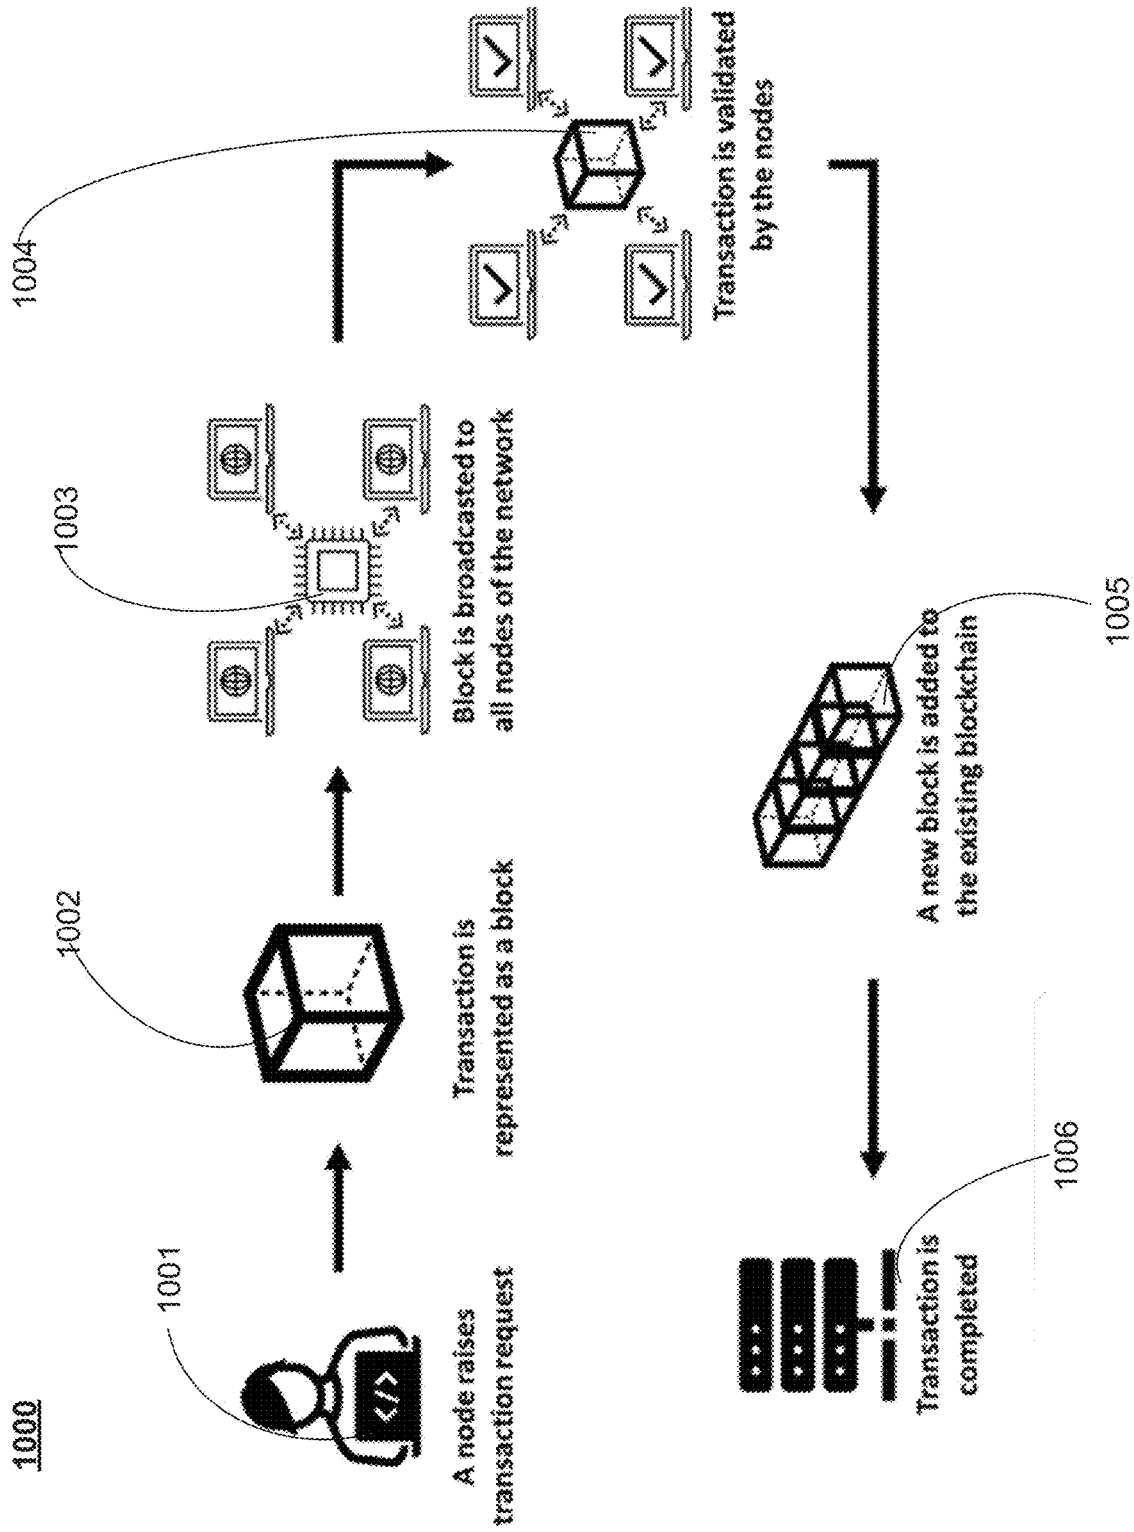 1000
1001
A node raises
transaction request
1002
Transaction is
represented as a block
1003
Block is broadcasted to
all nodes of the network
1004
Transaction is validated
by the nodes
1005
A new block is added to
the existing blockchain
1006
Transaction is
completed